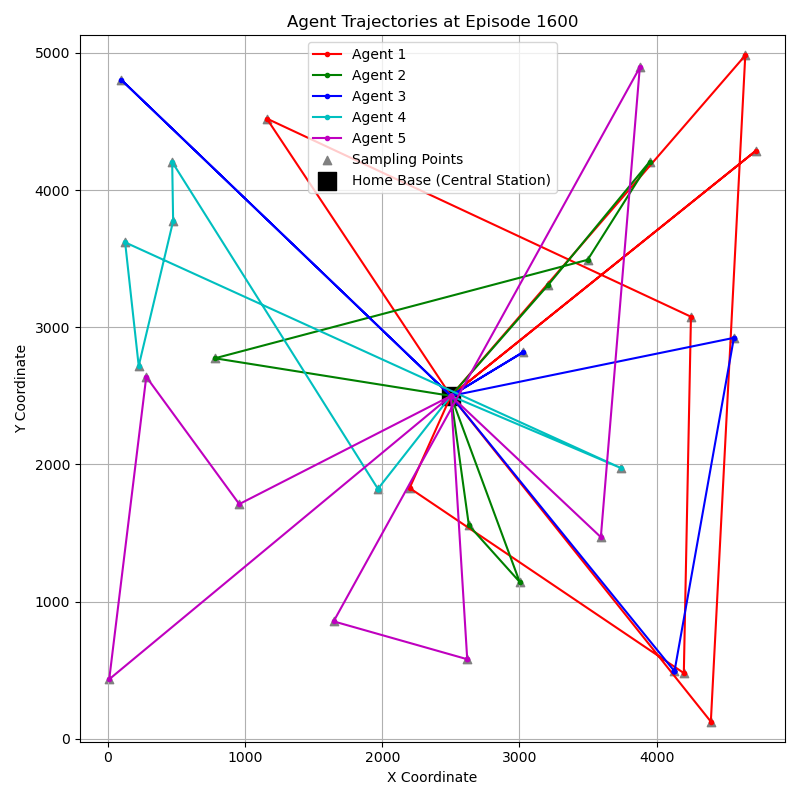 Agent Trajectories at Episode 1600
Agent 1
Agent 2
Agent 3
Agent 4
Agent 5
Sampling Points
Home Base (Central Station)
Y Coordinate
5000
4000
3000
2000
1000
0
0 1000 2000 3000 4000
X Coordinate